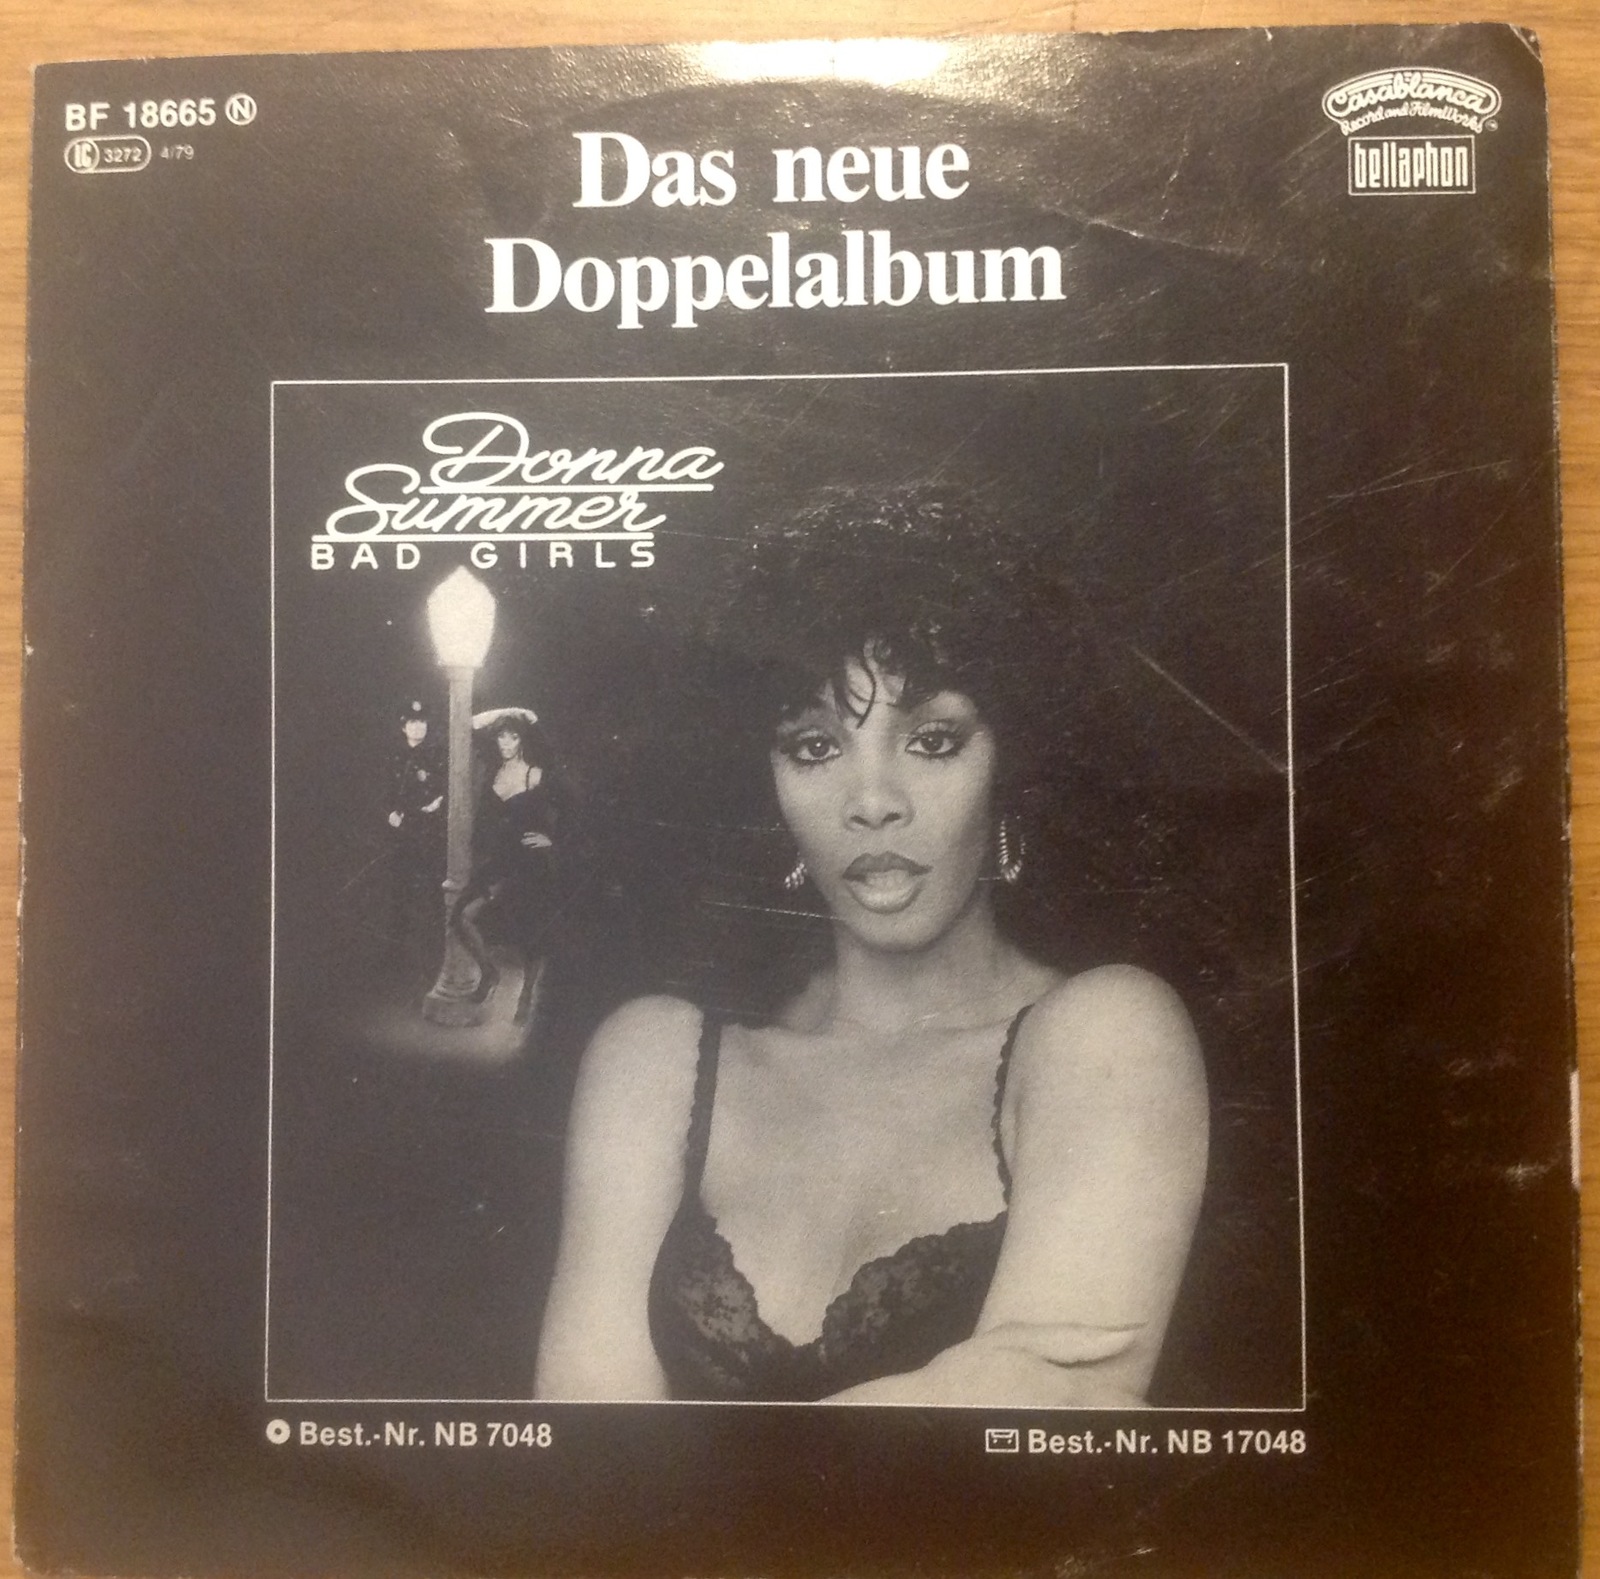 BF 18665 Ⓝ
LC 3272 4/79
Casablanca
Record and FilmWorks
bellaphon
Das neue
Doppelalbum
Donna
Summer
BAD GIRLS
Best.-Nr. NB 7048
Best.-Nr. NB 17048